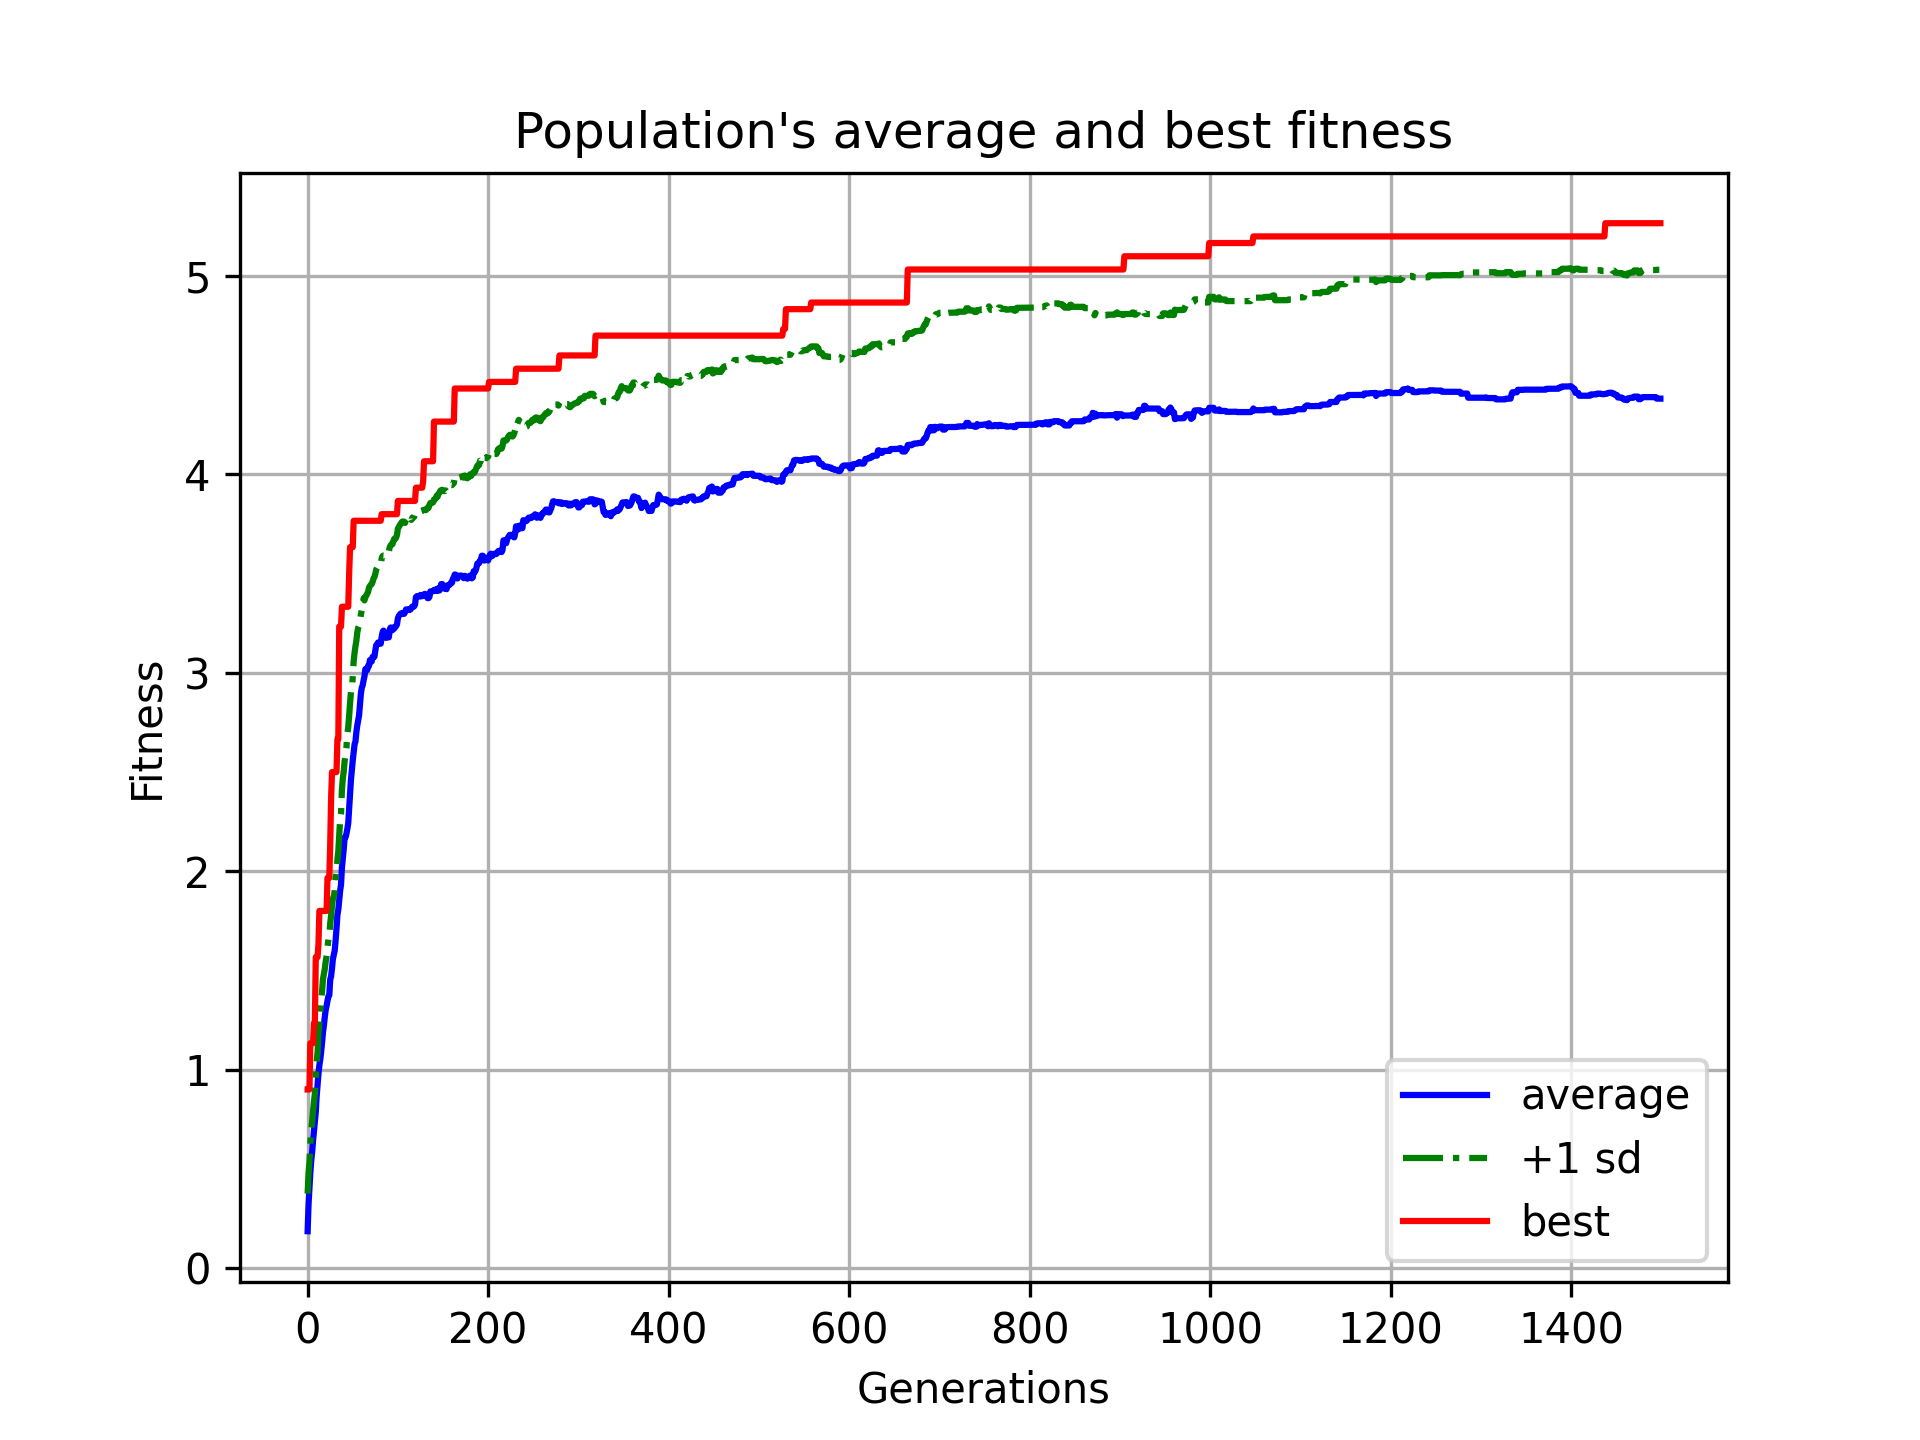 Population's average and best fitness
Fitness
5
4
3
2
1
0
0 200 400 600 800 1000 1200 1400
Generations
average
+1 sd
best